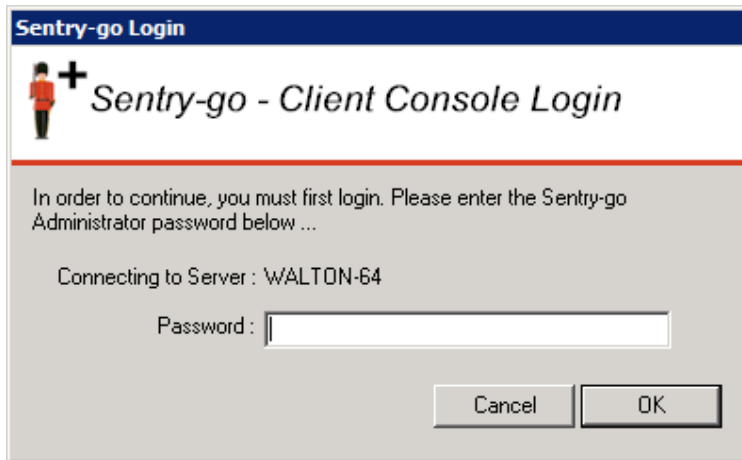 Sentry-go Login
Sentry-go - Client Console Login
In order to continue, you must first login. Please enter the Sentry-go
Administrator password below ...
Connecting to Server : WALTON-64
Password :
Cancel OK